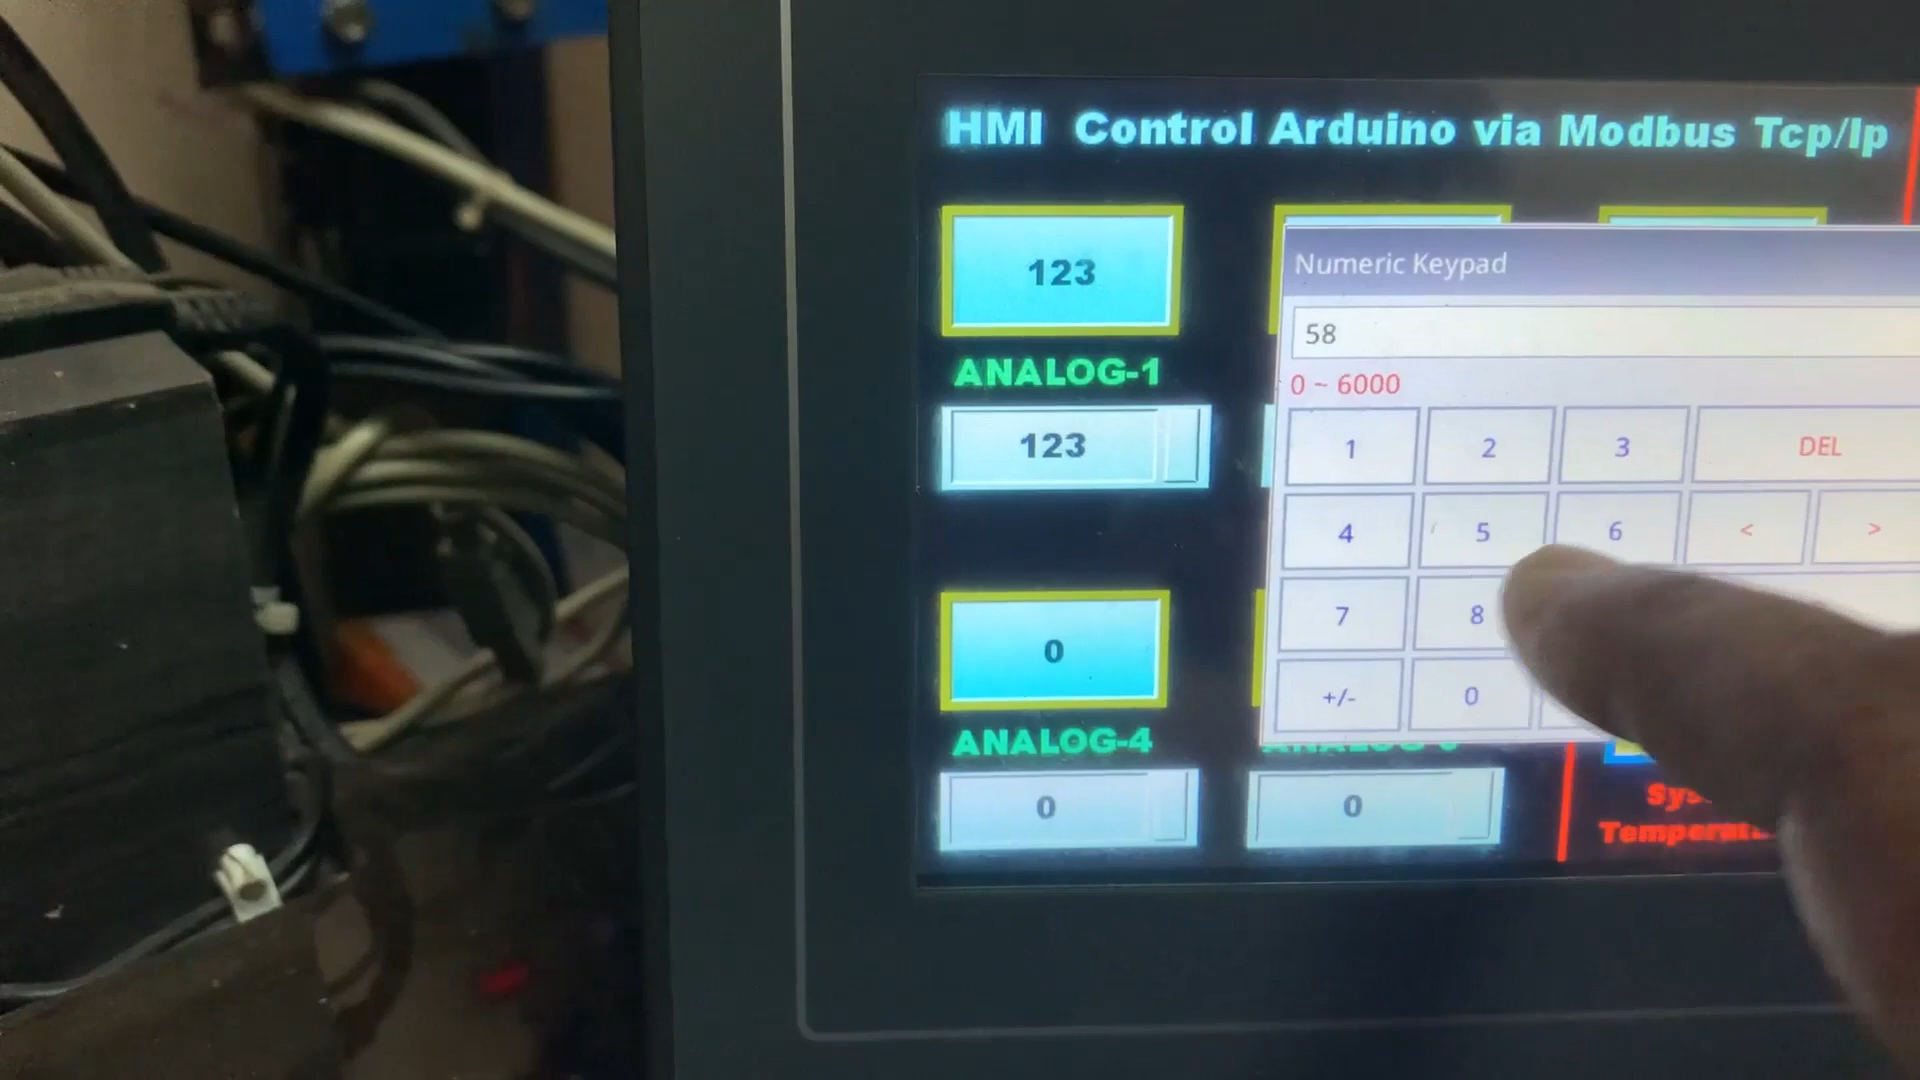 HMI Control Arduino via Modbus Tcp/Ip
123
ANALOG-1
123
Numeric Keypad
58
0 ~ 6000
1 2 3 DEL
4 5 6 < >
7 8
+/- 0
0
ANALOG-4
0
0